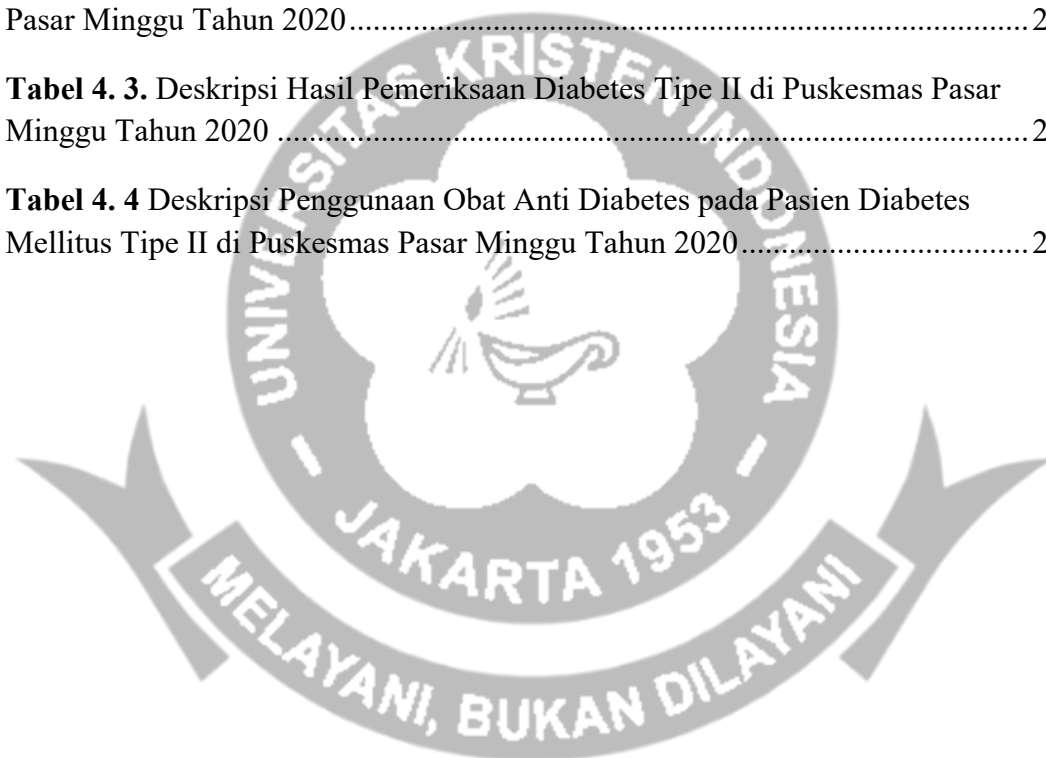 Pasar Minggu Tahun 2020........................................................................................ 2
Tabel 4. 3. Deskripsi Hasil Pemeriksaan Diabetes Tipe II di Puskesmas Pasar
Minggu Tahun 2020 ................................................................................................. 2
Tabel 4. 4 Deskripsi Penggunaan Obat Anti Diabetes pada Pasien Diabetes
Mellitus Tipe II di Puskesmas Pasar Minggu Tahun 2020..................................... 2
UNIVERSITAS KRISTEN INDONESIA
- JAKARTA 1953 -
MELAYANI, BUKAN DILAYANI